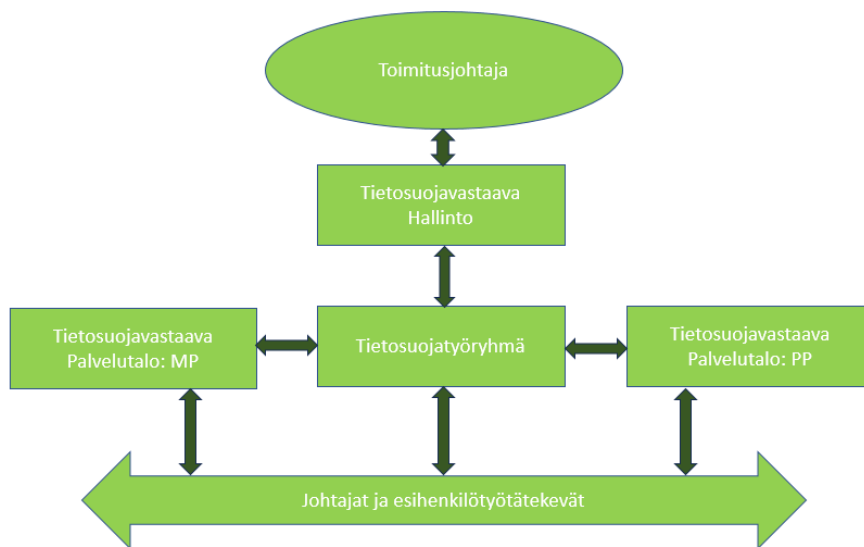 Toimitusjohtaja
Tietosuojavastaava
Hallinto
Tietosuojavastaava
Palvelutalo: MP
Tietosuojatyöryhmä
Tietosuojavastaava
Palvelutalo: PP
Johtajat ja esihenkilötyötätekevät